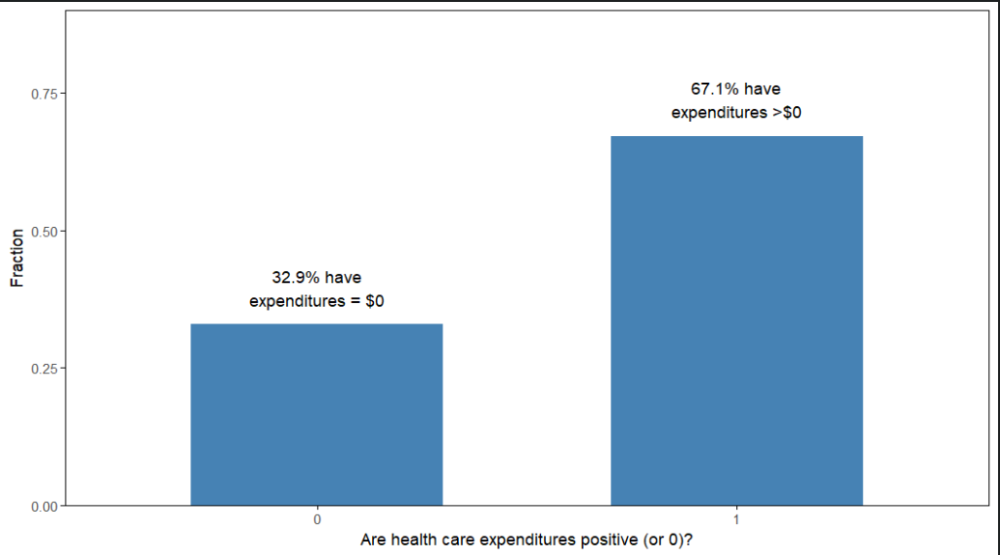 0.75
67.1% have
expenditures >$0
0.50
Fraction
32.9% have
expenditures = $0
0.25
0.00
0
1
Are health care expenditures positive (or 0)?